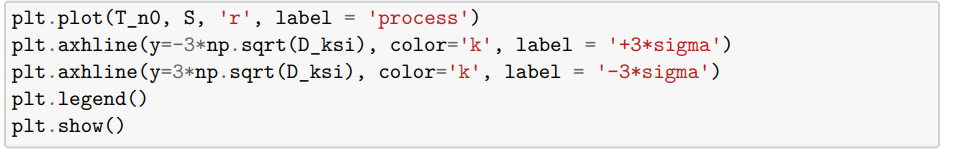 plt.plot(T_n0, S, 'r', label = 'process')
plt.axhline(y=-3*np.sqrt(D_ksi), color='k', label = '+3*sigma')
plt.axhline(y=3*np.sqrt(D_ksi), color='k', label = '-3*sigma')
plt.legend()
plt.show()